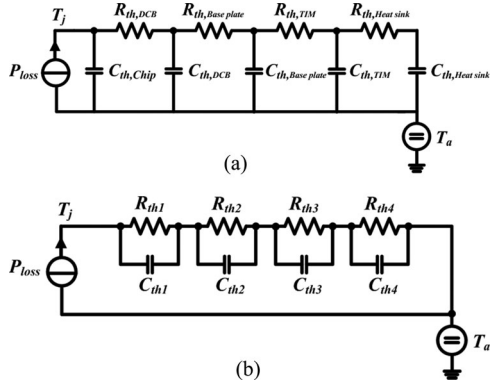 T_j R_th,DCB R_th,Base plate R_th,TIM R_th,Heat sink
P_loss C_th,Chip C_th,DCB C_th,Base plate C_th,TIM C_th,Heat sink
T_a
(a)
T_j R_th1 R_th2 R_th3 R_th4
P_loss C_th1 C_th2 C_th3 C_th4
T_a
(b)